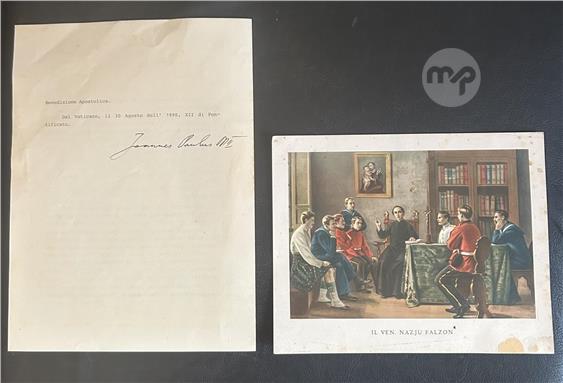 Benedizione Apostolica.
Dal Vaticano, il 30 Agosto dell' 1990, XII di Pon-
tificato.
Joannes Paulus PP II
mp
IL VEN. NAZJU FALZON